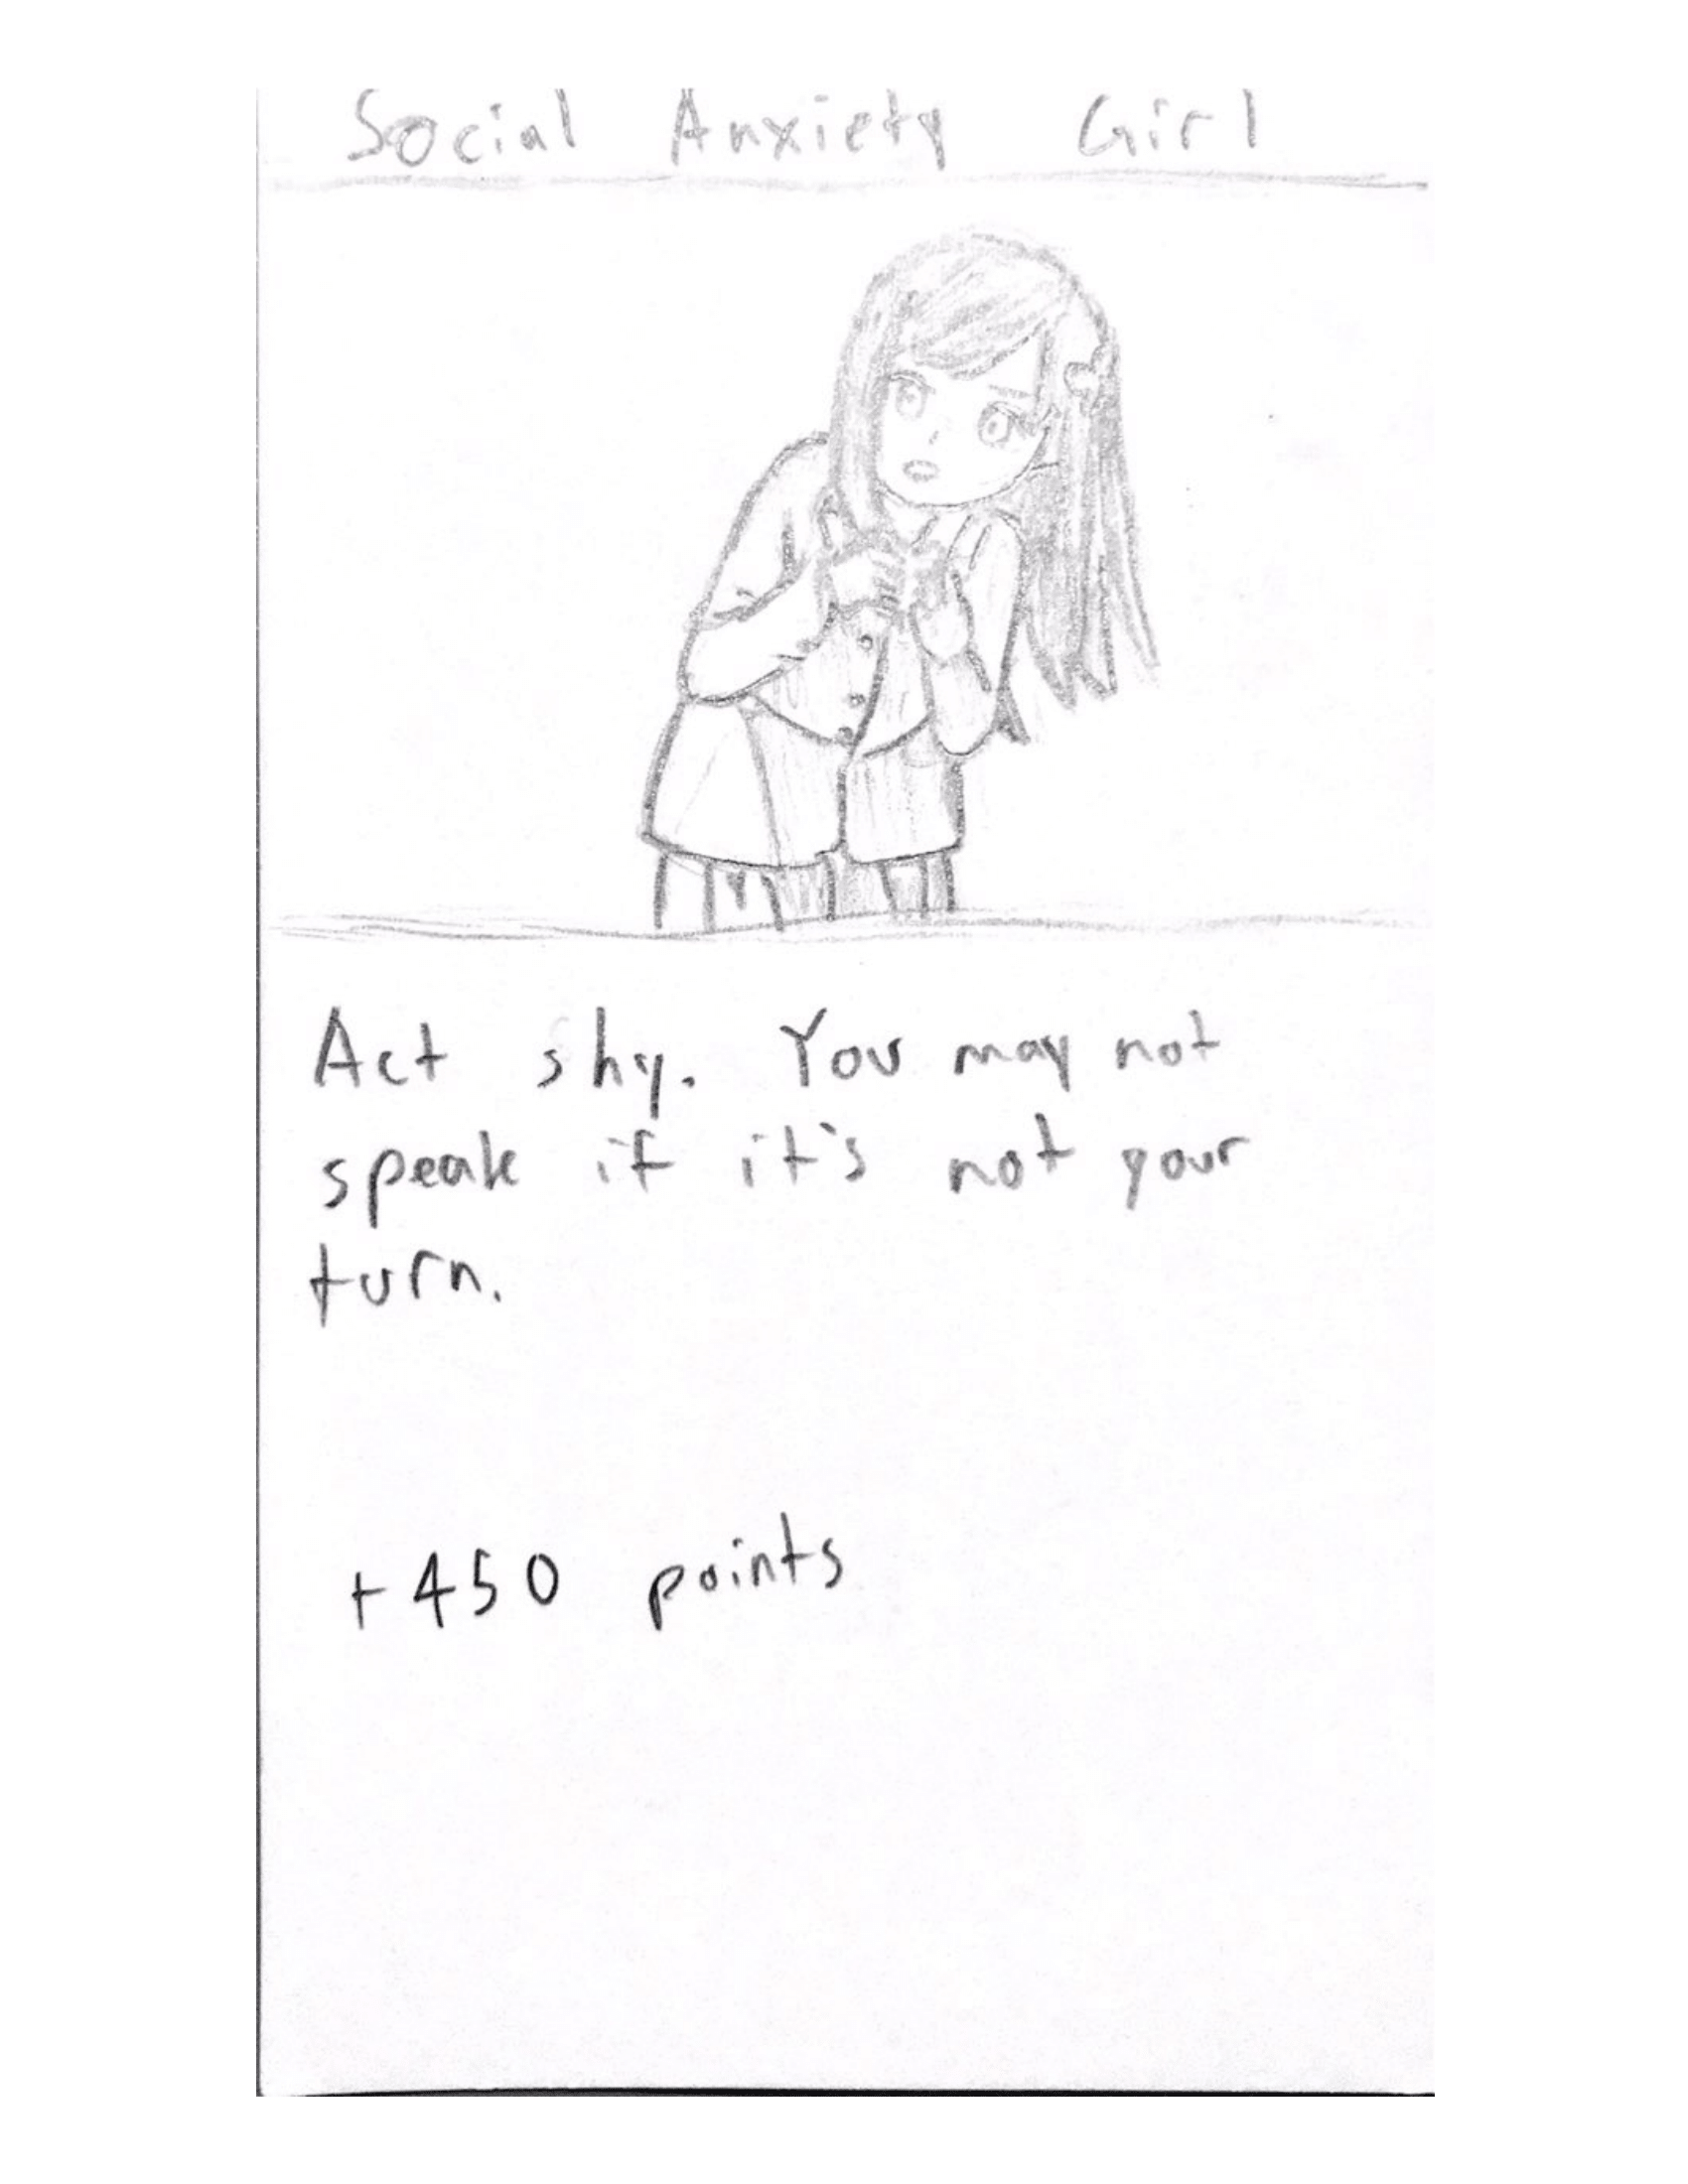 Social Anxiety Girl
Act shy. You may not
speak if it's not your
turn.
+450 points